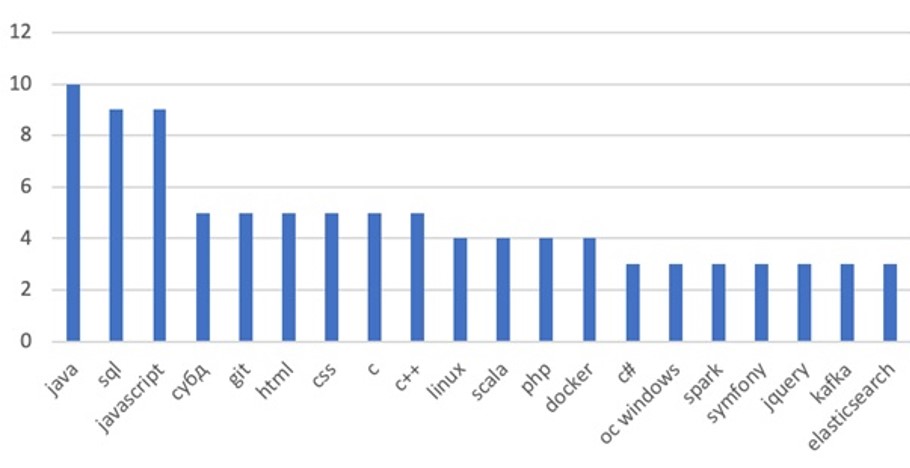 12
10
8
6
4
2
0
java
sql
javascript
субд
git
html
css
c
c++
linux
scala
php
docker
c#
ос windows
spark
symfony
jquery
kafka
elasticsearch